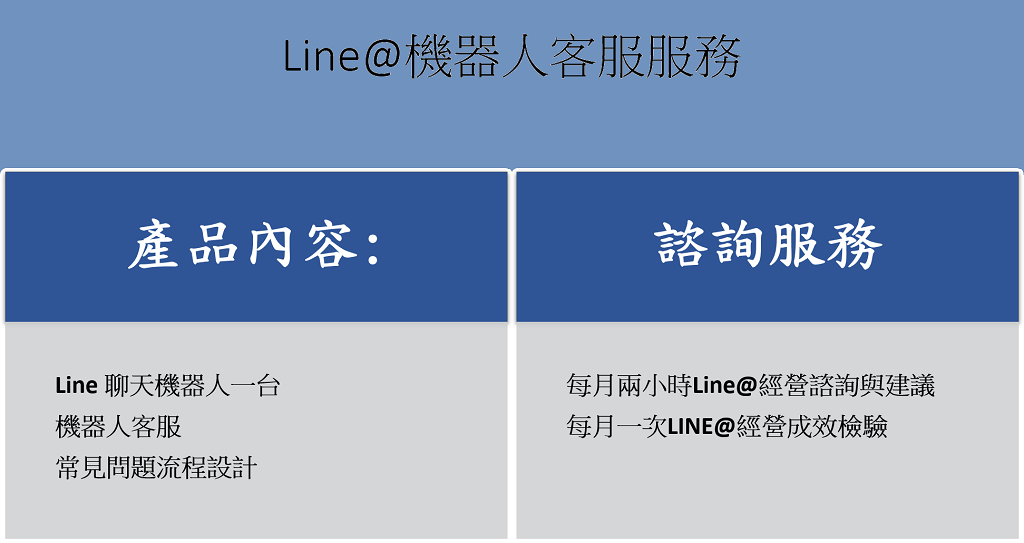 Line@機器人客服服務
產品內容:
Line 聊天機器人一台
機器人客服
常見問題流程設計
諮詢服務
每月兩小時Line@經營諮詢與建議
每月一次LINE@經營成效檢驗